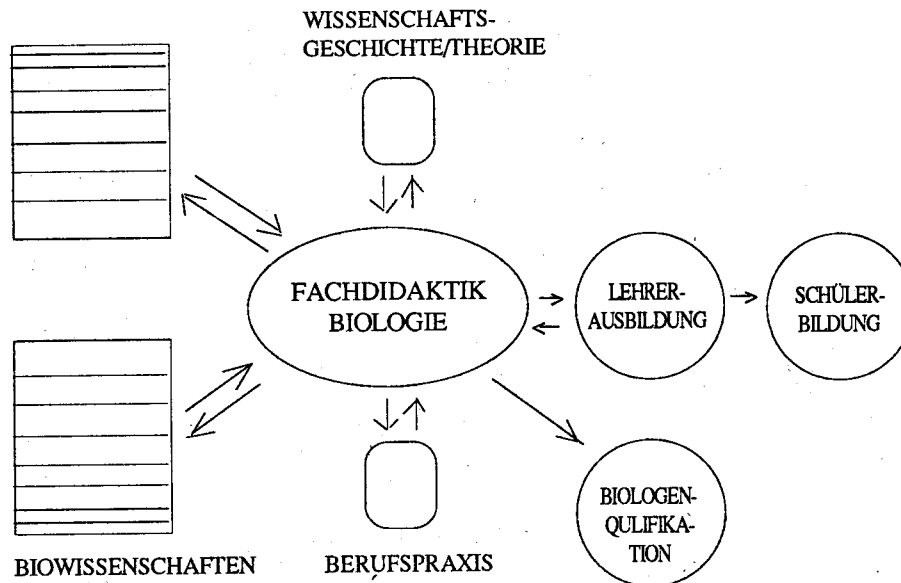 WISSENSCHAFTS-
GESCHICHTE/THEORIE
FACHDIDAKTIK
BIOLOGIE
LEHRER-
AUSBILDUNG
SCHÜLER-
BILDUNG
BIOLOGEN-
QULIFIKA-
TION
BIOWISSENSCHAFTEN
BERUFSPRAXIS